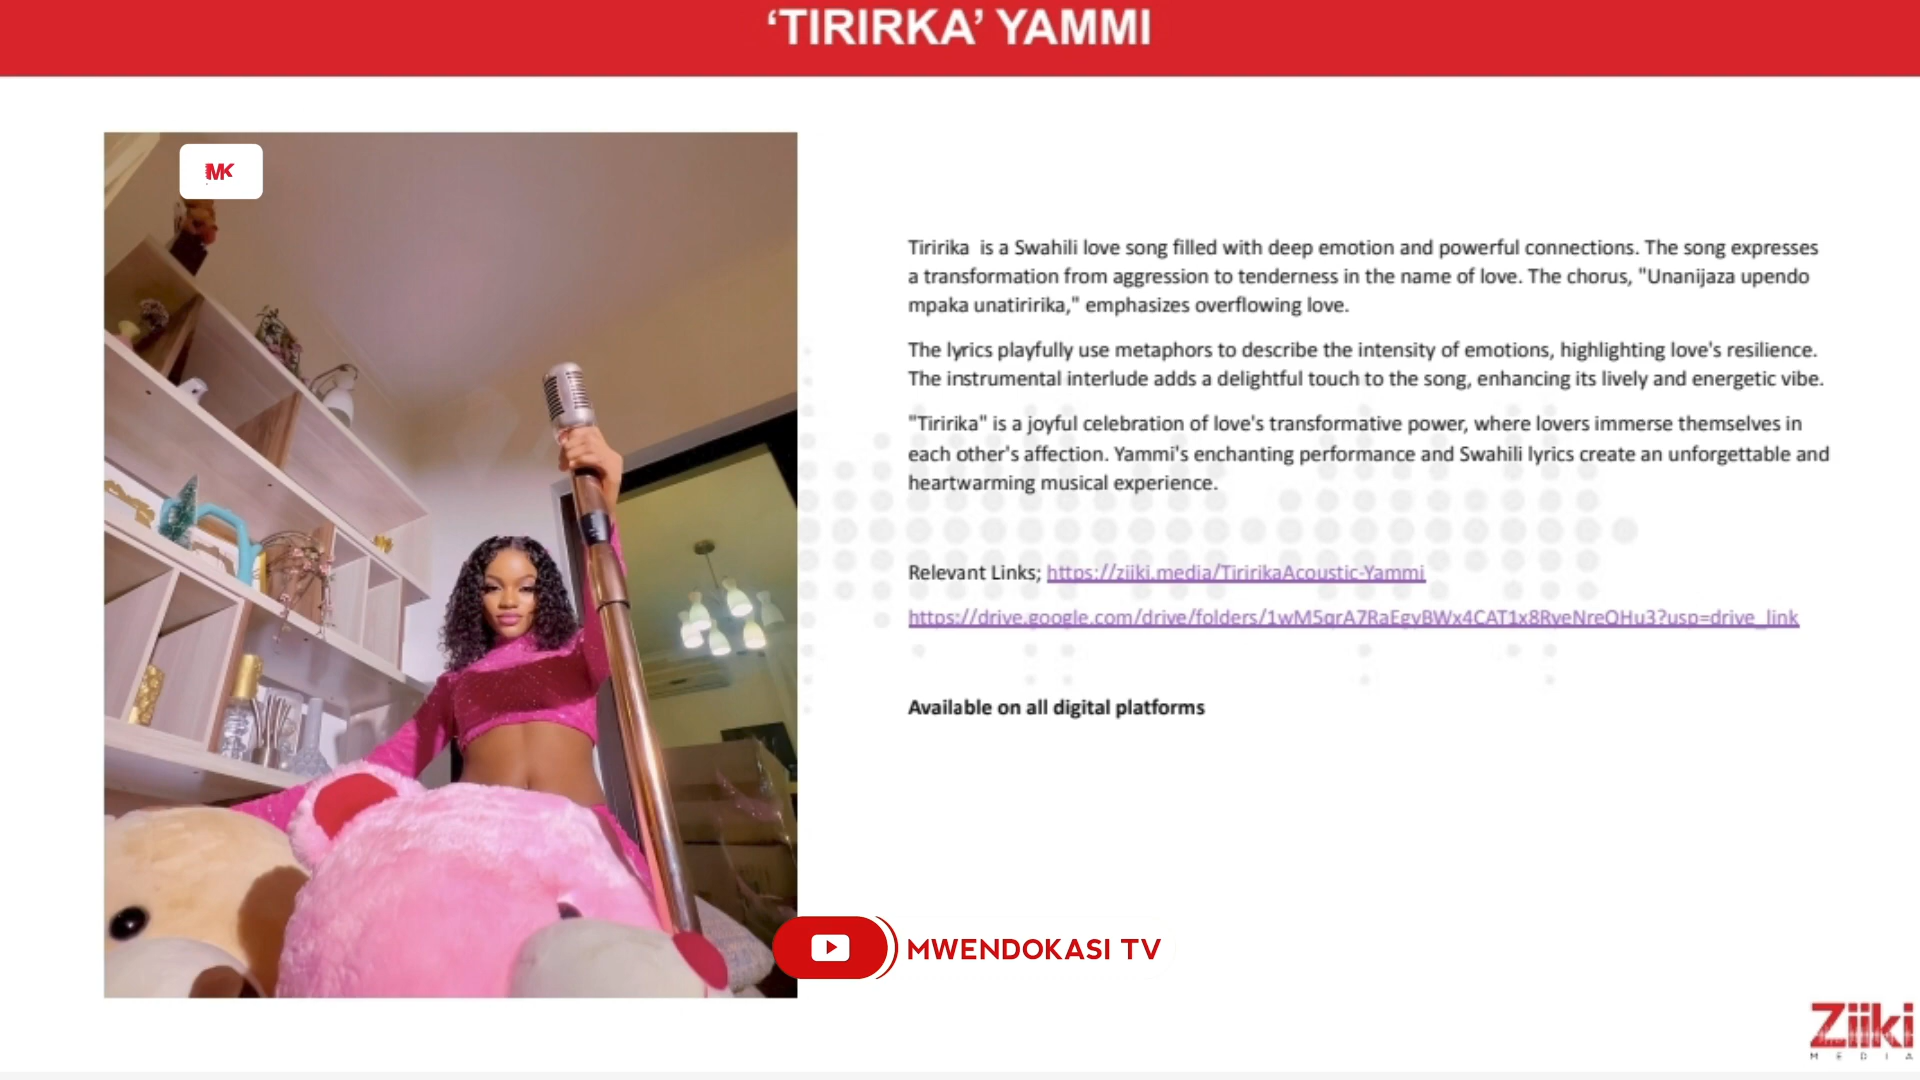 ‘TIRIRKA’ YAMMI
MK
Tiririka is a Swahili love song filled with deep emotion and powerful connections. The song expresses
a transformation from aggression to tenderness in the name of love. The chorus, "Unanijaza upendo
mpaka unatiririka," emphasizes overflowing love.
The lyrics playfully use metaphors to describe the intensity of emotions, highlighting love's resilience.
The instrumental interlude adds a delightful touch to the song, enhancing its lively and energetic vibe.
"Tiririka" is a joyful celebration of love's transformative power, where lovers immerse themselves in
each other's affection. Yammi's enchanting performance and Swahili lyrics create an unforgettable and
heartwarming musical experience.
Relevant Links; https://ziiki.media/TiririkaAcoustic-Yammi
https://drive.google.com/drive/folders/1wM5qrA7RaEgyBWx4CAT1x8RyeNreQHu3?usp=drive_link
Available on all digital platforms
MWENDOKASI TV
Ziiki
MEDIA